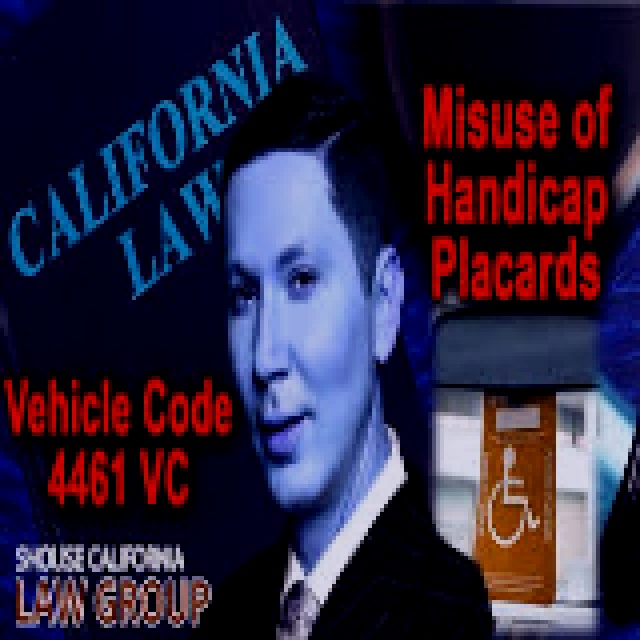 CALIFORNIA
LAW
Misuse of
Handicap
Placards
Vehicle Code
4461 VC
SHOUSE CALIFORNIA
LAW GROUP